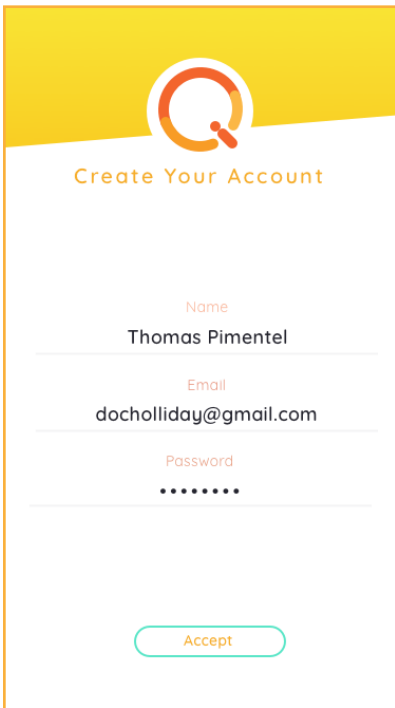 Create Your Account
Name
Thomas Pimentel
Email
docholliday@gmail.com
Password
••••••••
Accept